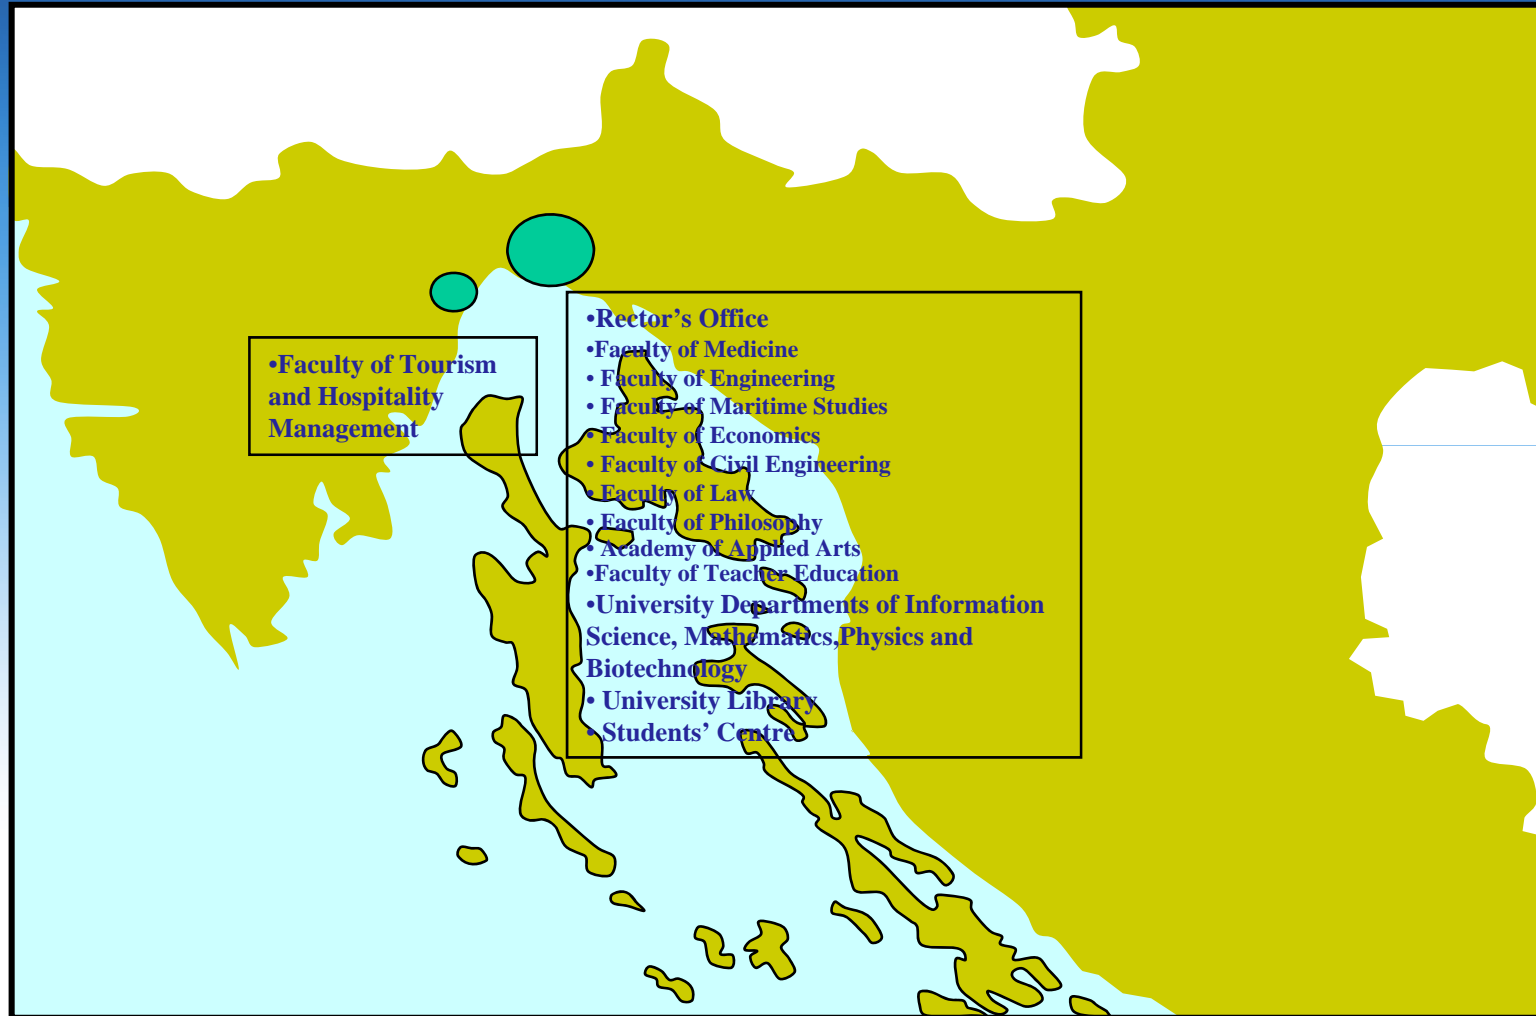 •Faculty of Tourism
and Hospitality
Management
•Rector’s Office
•Faculty of Medicine
• Faculty of Engineering
• Faculty of Maritime Studies
• Faculty of Economics
• Faculty of Civil Engineering
• Faculty of Law
• Faculty of Philosophy
• Academy of Applied Arts
•Faculty of Teacher Education
•University Departments of Information
Science, Mathematics,Physics and
Biotechnology
• University Library
• Students’ Centre